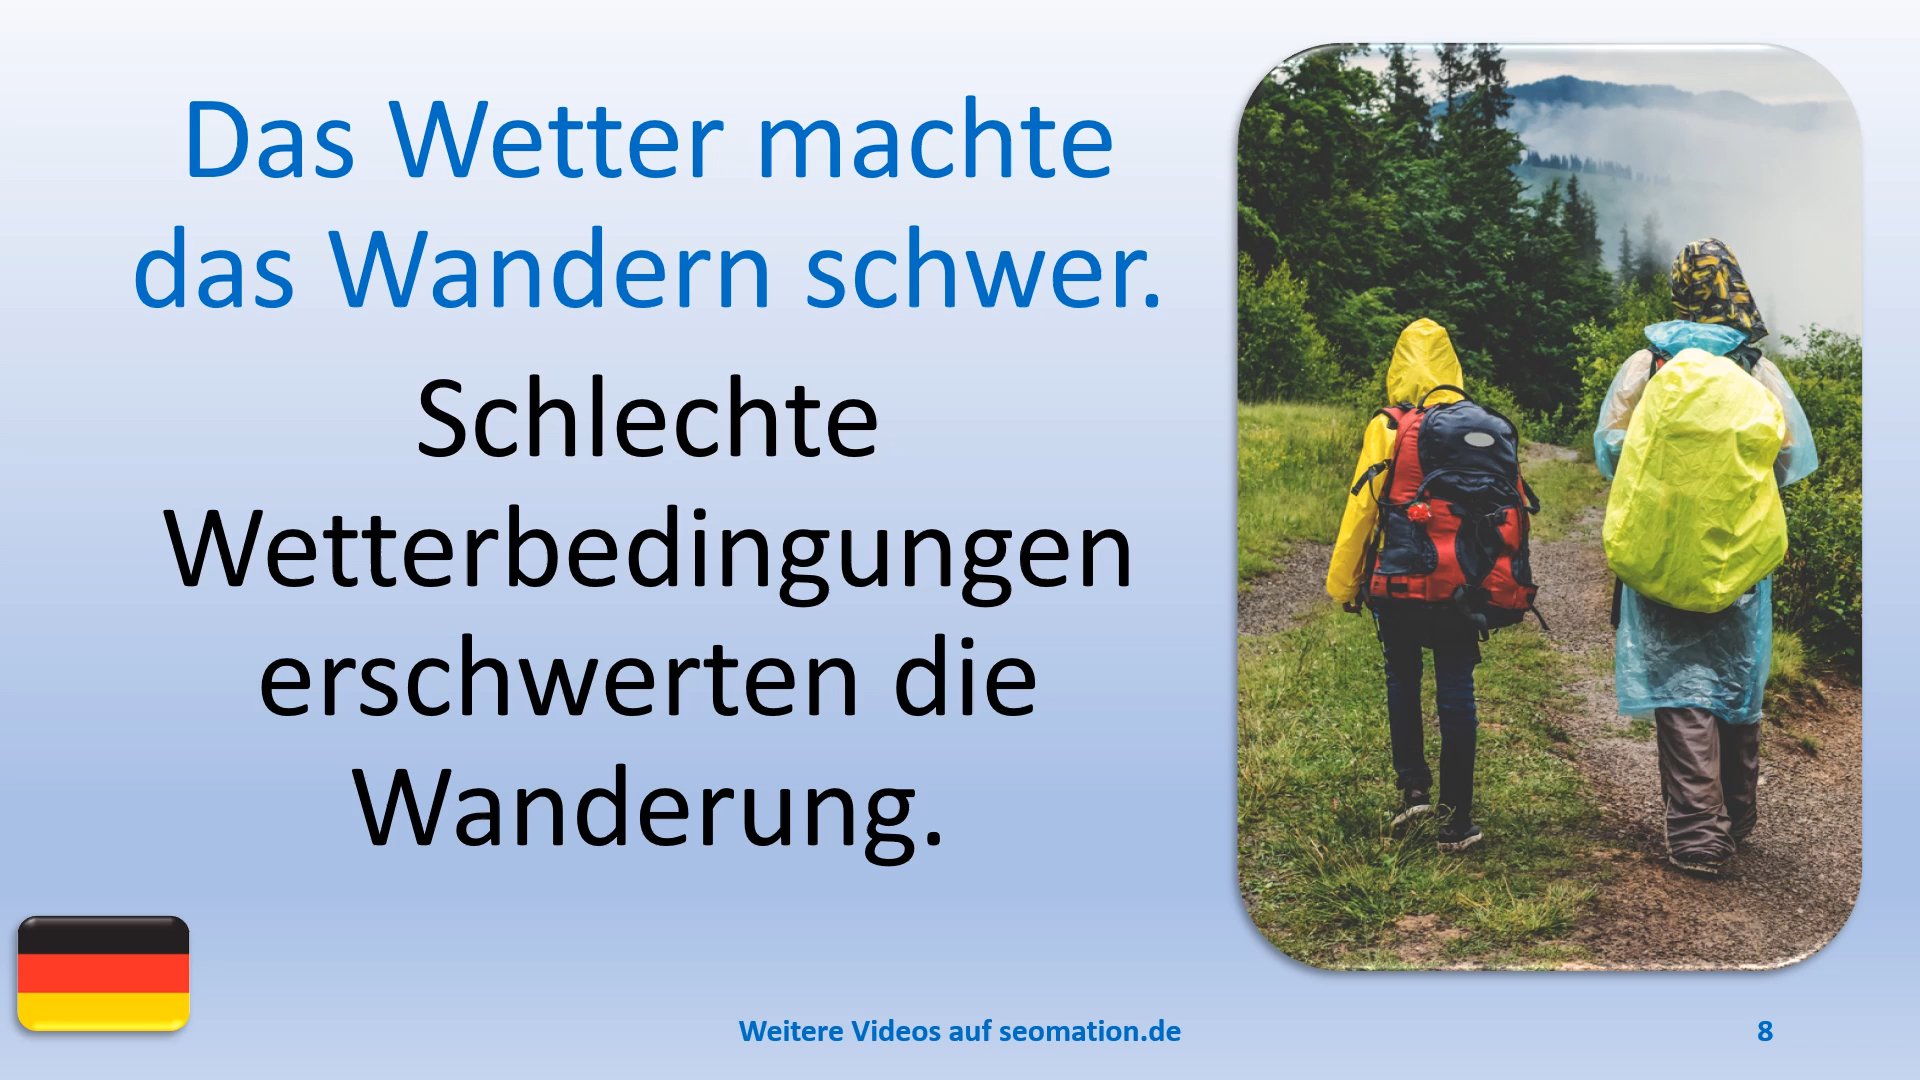 Das Wetter machte
das Wandern schwer.
Schlechte
Wetterbedingungen
erschwerten die
Wanderung.
Weitere Videos auf seomation.de
8